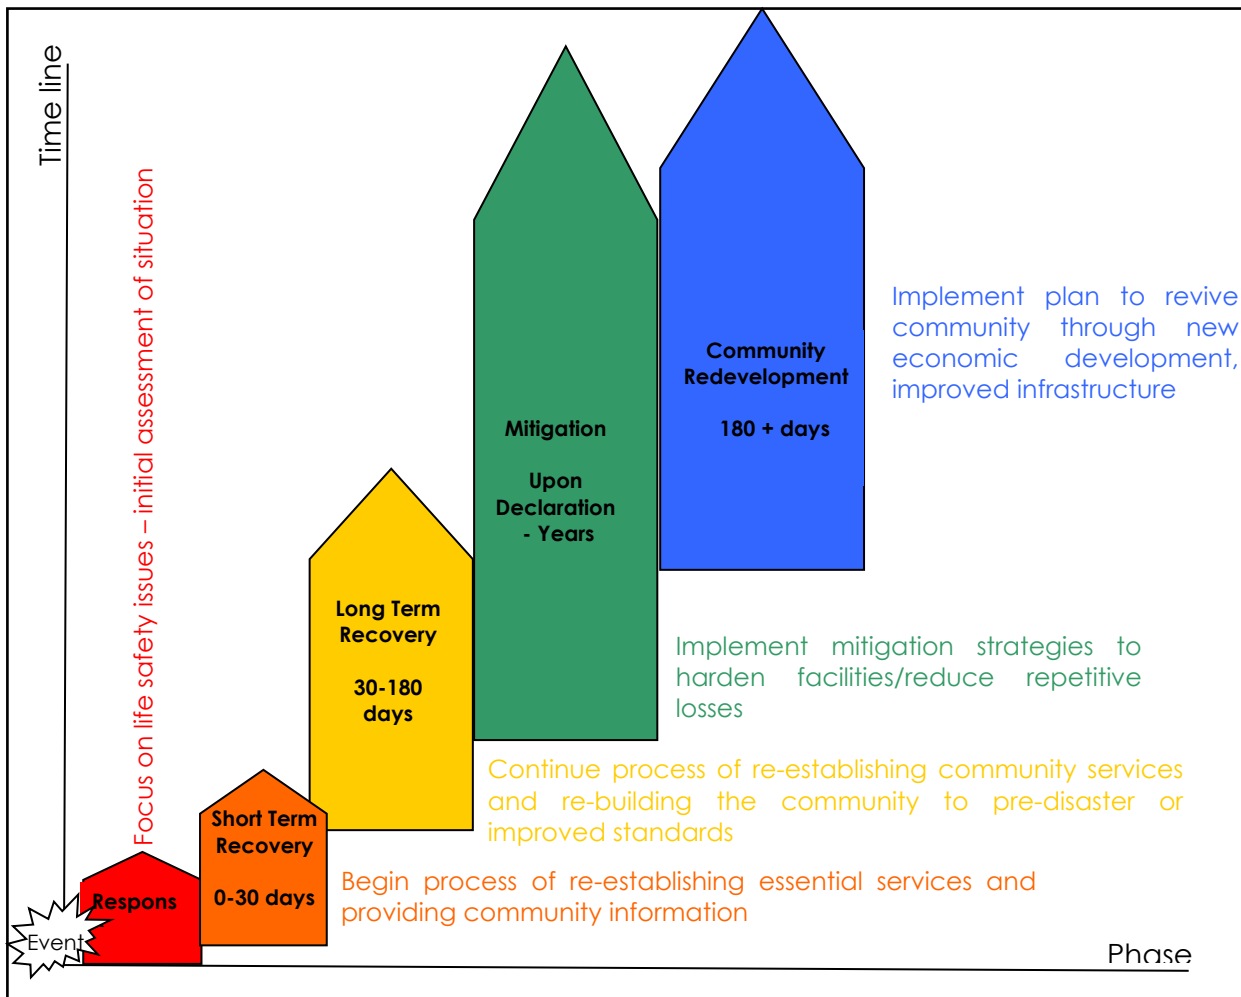 Time line
Focus on life safety issues – initial assessment of situation
Event
Respons
Short Term
Recovery
0-30 days
Begin process of re-establishing essential services and
providing community information
Long Term
Recovery
30-180
days
Continue process of re-establishing community services
and re-building the community to pre-disaster or
improved standards
Mitigation
Upon
Declaration
- Years
Implement mitigation strategies to
harden facilities/reduce repetitive
losses
Community
Redevelopment
180 + days
Implement plan to revive
community through new
economic development,
improved infrastructure
Phase